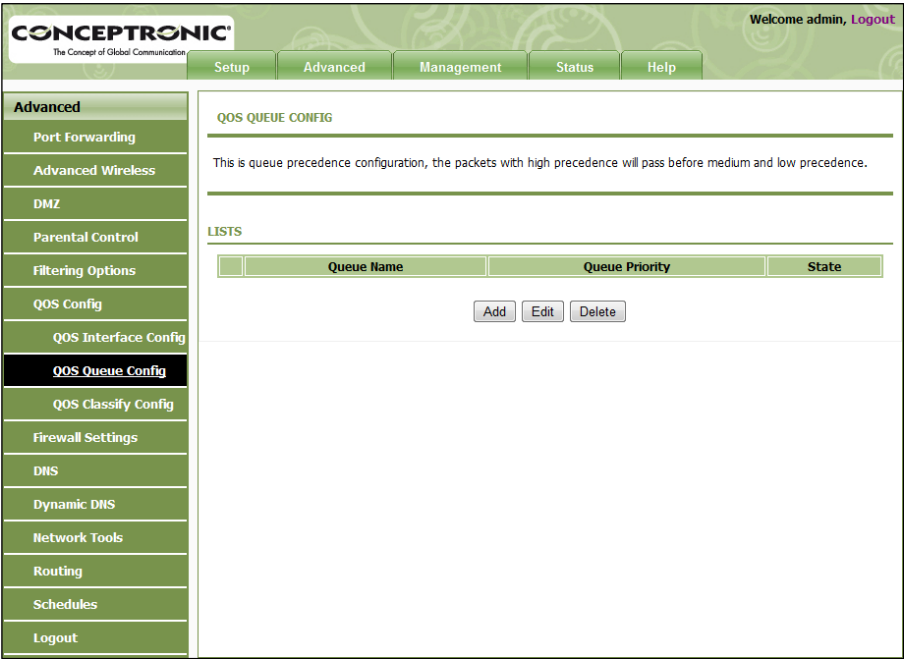 CONCEPTRONIC
The Concept of Global Communication
Welcome admin, Logout
Setup
Advanced
Management
Status
Help
Advanced
Port Forwarding
Advanced Wireless
DMZ
Parental Control
Filtering Options
QOS Config
QOS Interface Config
QOS Queue Config
QOS Classify Config
Firewall Settings
DNS
Dynamic DNS
Network Tools
Routing
Schedules
Logout
QOS QUEUE CONFIG
This is queue precedence configuration, the packets with high precedence will pass before medium and low precedence.
LISTS
Queue Name
Queue Priority
State
Add
Edit
Delete